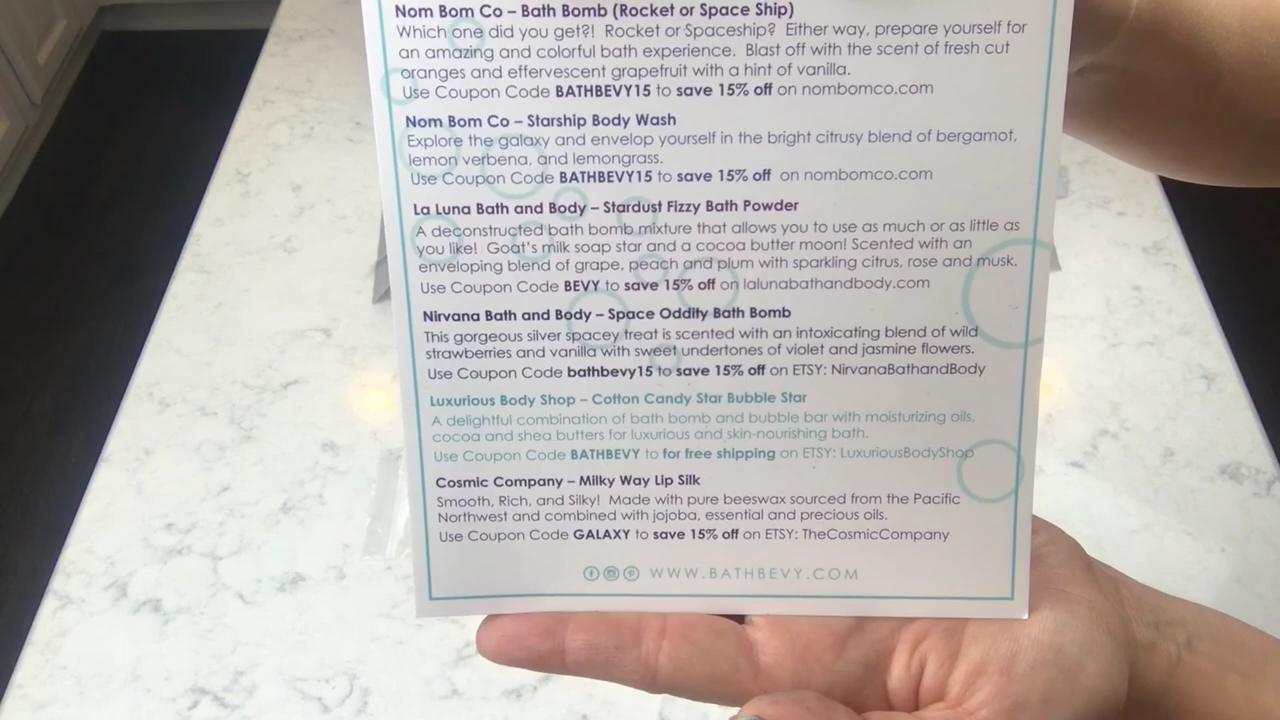 Nom Bom Co – Bath Bomb (Rocket or Space Ship)
Which one did you get?! Rocket or Spaceship? Either way, prepare yourself for
an amazing and colorful bath experience. Blast off with the scent of fresh cut
oranges and effervescent grapefruit with a hint of vanilla.
Use Coupon Code BATHBEVY15 to save 15% off on nombomco.com
Nom Bom Co – Starship Body Wash
Explore the galaxy and envelop yourself in the bright citrusy blend of bergamot,
lemon verbena, and lemongrass.
Use Coupon Code BATHBEVY15 to save 15% off on nombomco.com
La Luna Bath and Body – Stardust Fizzy Bath Powder
A deconstructed bath bomb mixture that allows you to use as much or as little as
you like! Goat's milk soap star and a cocoa butter moon! Scented with an
enveloping blend of grape, peach and plum with sparkling citrus, rose and musk.
Use Coupon Code BEVY to save 15% off on lalunabathandbody.com
Nirvana Bath and Body – Space Oddity Bath Bomb
This gorgeous silver spacey treat is scented with an intoxicating blend of wild
strawberries and vanilla with sweet undertones of violet and jasmine flowers.
Use Coupon Code bathbevy15 to save 15% off on ETSY: NirvanaBathandBody
Luxurious Body Shop – Cotton Candy Star Bubble Star
A delightful combination of bath bomb and bubble bar with moisturizing oils,
cocoa and shea butters for luxurious and skin-nourishing bath.
Use Coupon Code BATHBEVY to for free shipping on ETSY: LuxuriousBodyShop
Cosmic Company – Milky Way Lip Silk
Smooth, Rich, and Silky! Made with pure beeswax sourced from the Pacific
Northwest and combined with jojoba, essential and precious oils.
Use Coupon Code GALAXY to save 15% off on ETSY: TheCosmicCompany
WWW.BATHBEVY.COM